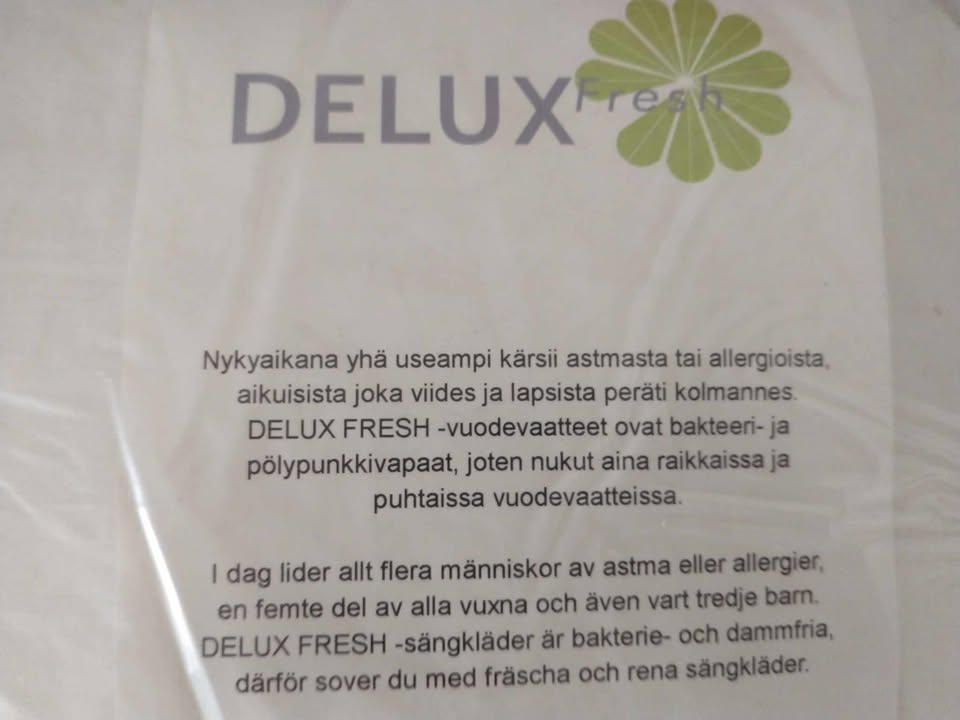 DELUX Fresh
Nykyaikana yhä useampi kärsii astmasta tai allergioista,
aikuisista joka viides ja lapsista peräti kolmannes.
DELUX FRESH -vuodevaatteet ovat bakteeri- ja
pölypunkkivapaat, joten nukut aina raikkaissa ja
puhtaissa vuodevaatteissa.
I dag lider allt flera människor av astma eller allergier,
en femte del av alla vuxna och även vart tredje barn.
DELUX FRESH -sängkläder är bakterie- och dammfria,
därför sover du med fräscha och rena sängkläder.